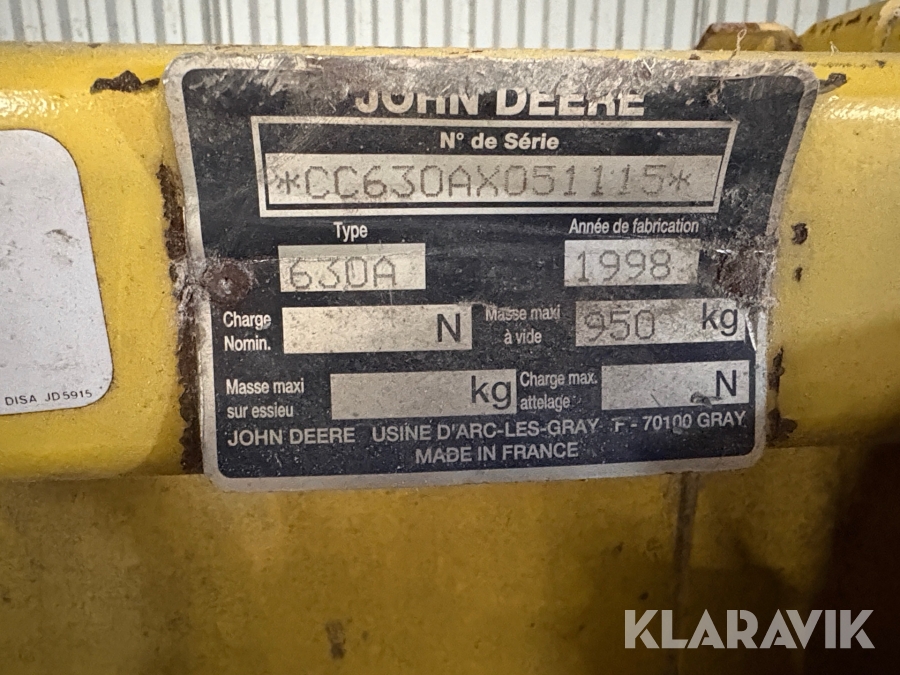 JOHN DEERE
N° de Série
*CC630AX051115*
Type
Année de fabrication
630A
1998
Charge Nomin.
N
Masse maxi à vide
950 kg
Masse maxi sur essieu
kg
Charge max. attelage
N
JOHN DEERE USINE D'ARC-LES-GRAY F - 70100 GRAY
MADE IN FRANCE
DISA JD5915
KLARAVIK